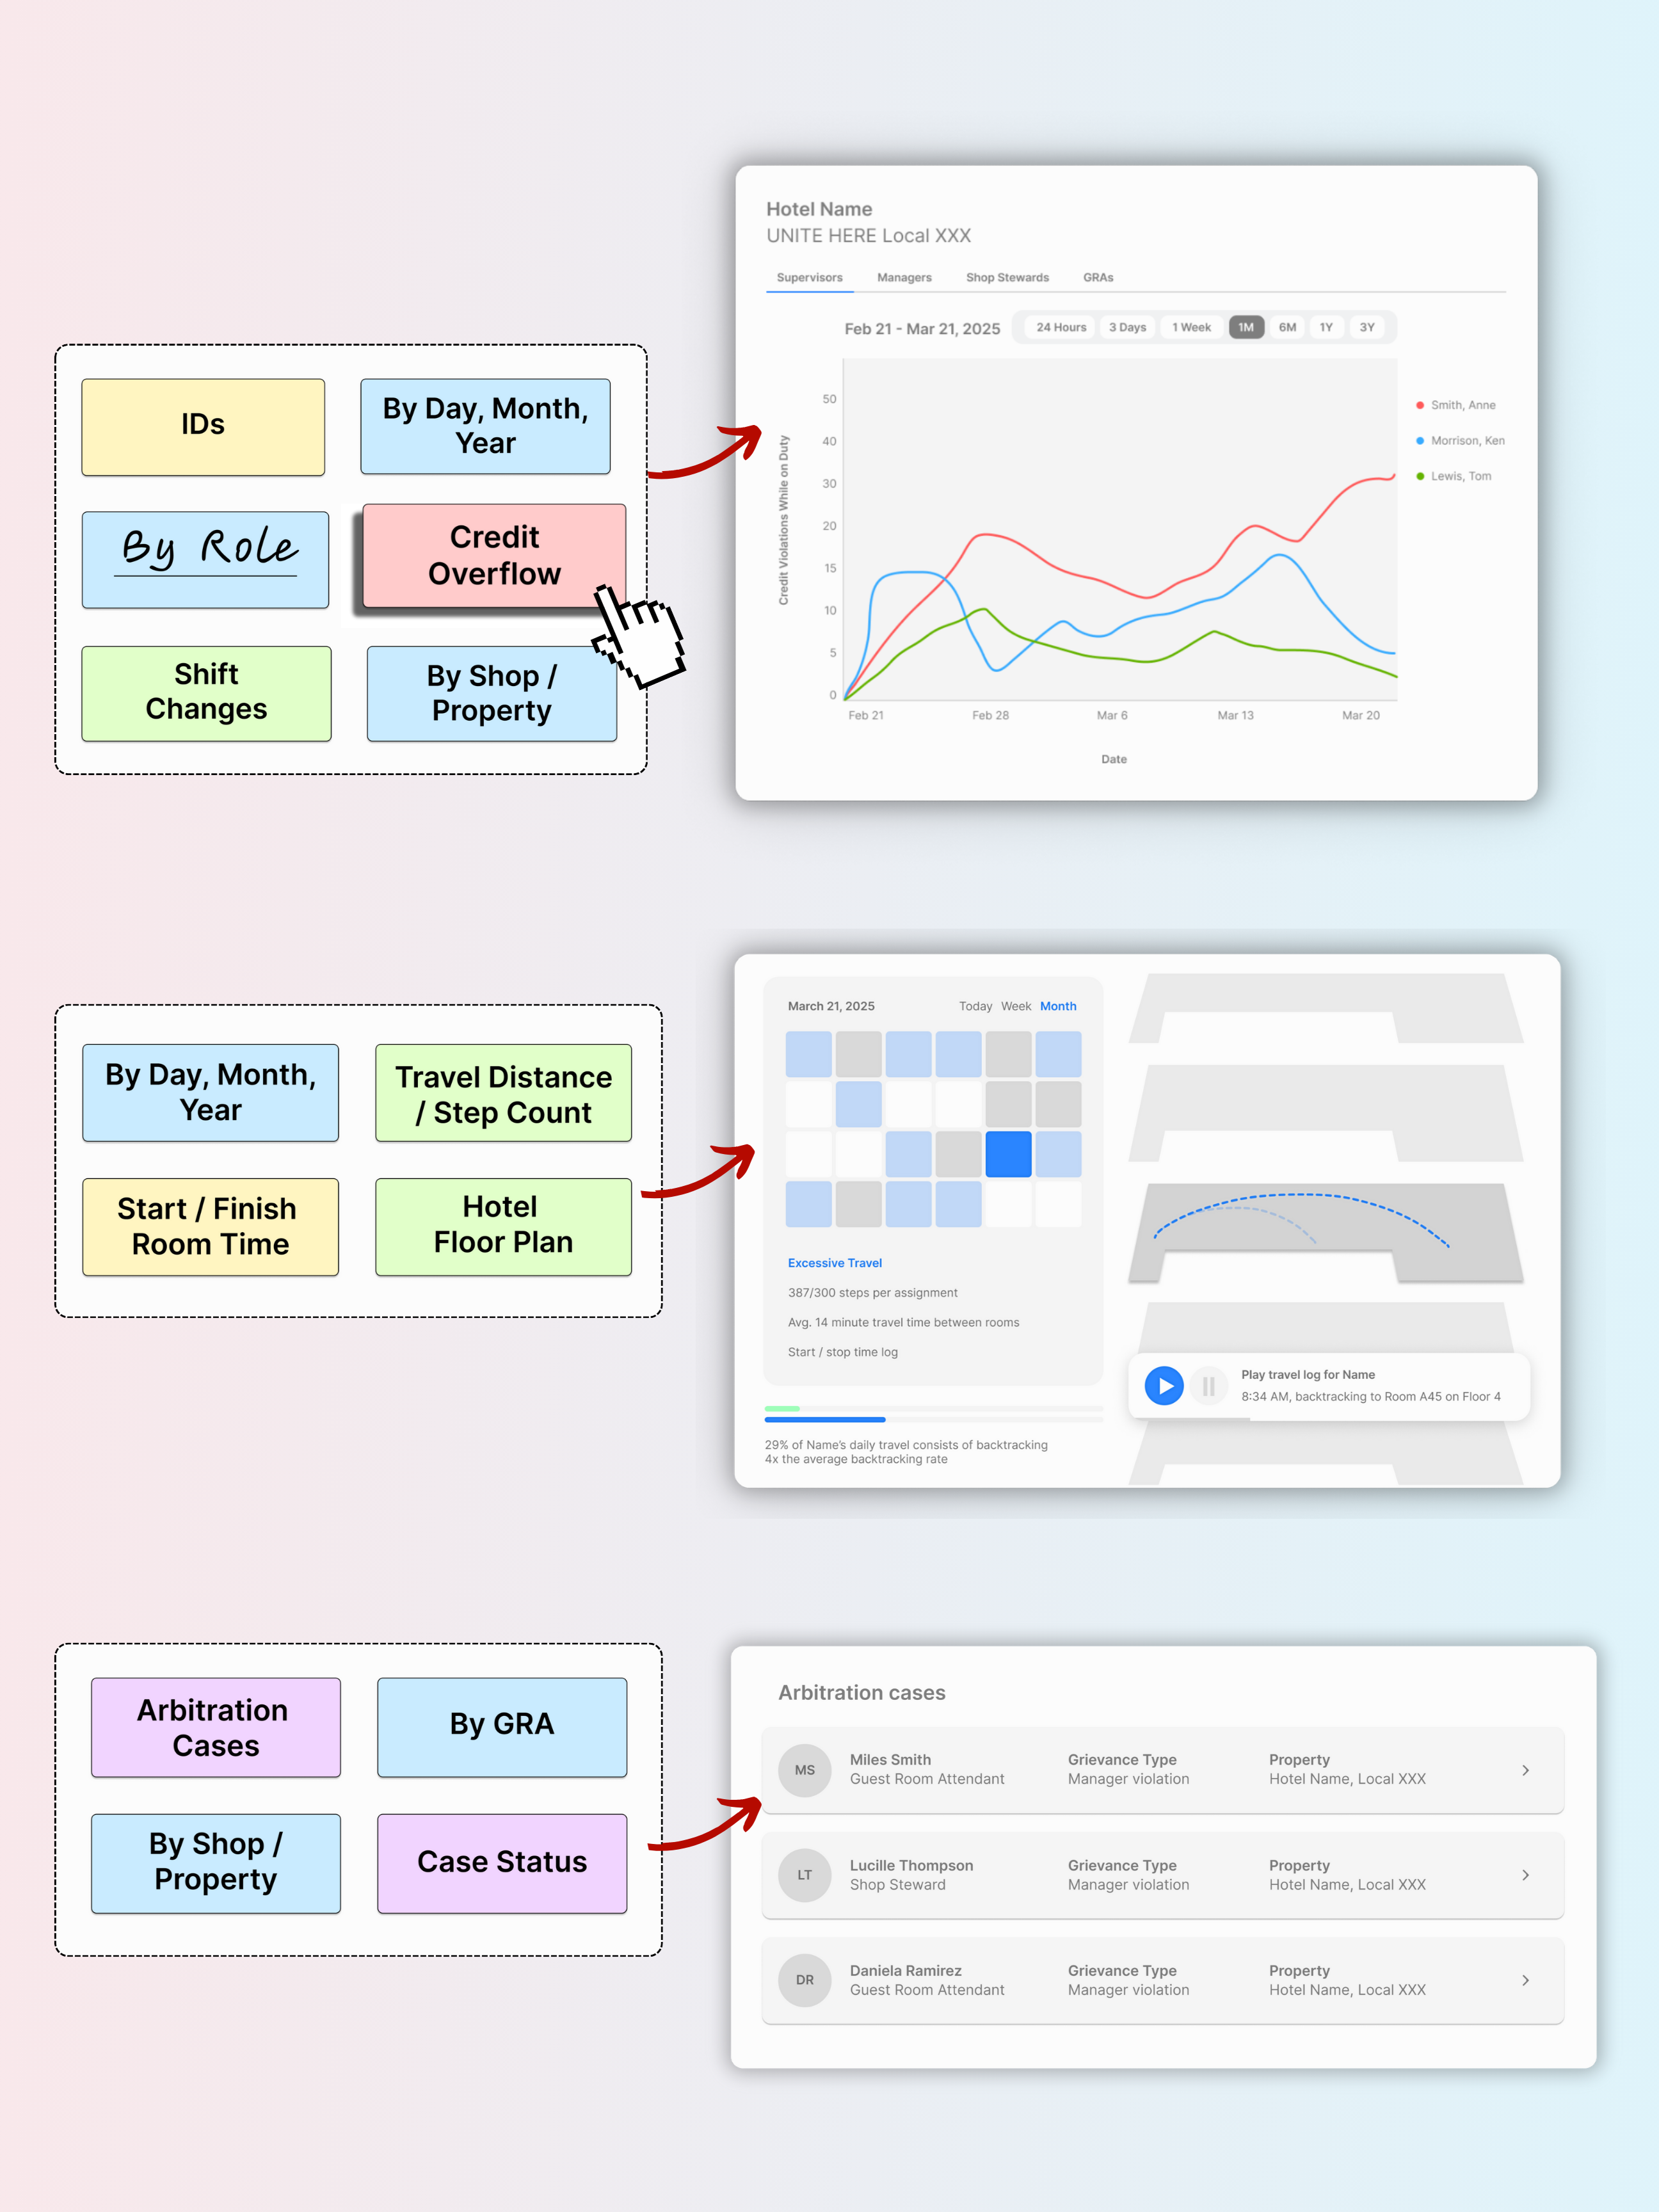 Hotel Name
UNITE HERE Local XXX
Supervisors Managers Shop Stewards GRAs
Feb 21 - Mar 21, 2025 24 Hours 3 Days 1 Week 1M 6M 1Y 3Y
IDs
By Day, Month,
Year
By Role
Credit
Overflow
Shift
Changes
By Shop /
Property
Credit Violations While on Duty
50
40
30
20
15
10
5
0
Feb 21 Feb 28 Mar 6 Mar 13 Mar 20
Date
Smith, Anne
Morrison, Ken
Lewis, Tom
By Day, Month,
Year
Travel Distance
/ Step Count
Start / Finish
Room Time
Hotel
Floor Plan
March 21, 2025 Today Week Month
Excessive Travel
387/300 steps per assignment
Avg. 14 minute travel time between rooms
Start / stop time log
29% of Name's daily travel consists of backtracking
4x the average backtracking rate
Play travel log for Name
8:34 AM, backtracking to Room A45 on Floor 4
Arbitration
Cases
By GRA
By Shop /
Property
Case Status
Arbitration cases
MS
Miles Smith
Guest Room Attendant
Grievance Type
Manager violation
Property
Hotel Name, Local XXX
LT
Lucille Thompson
Shop Steward
Grievance Type
Manager violation
Property
Hotel Name, Local XXX
DR
Daniela Ramirez
Guest Room Attendant
Grievance Type
Manager violation
Property
Hotel Name, Local XXX